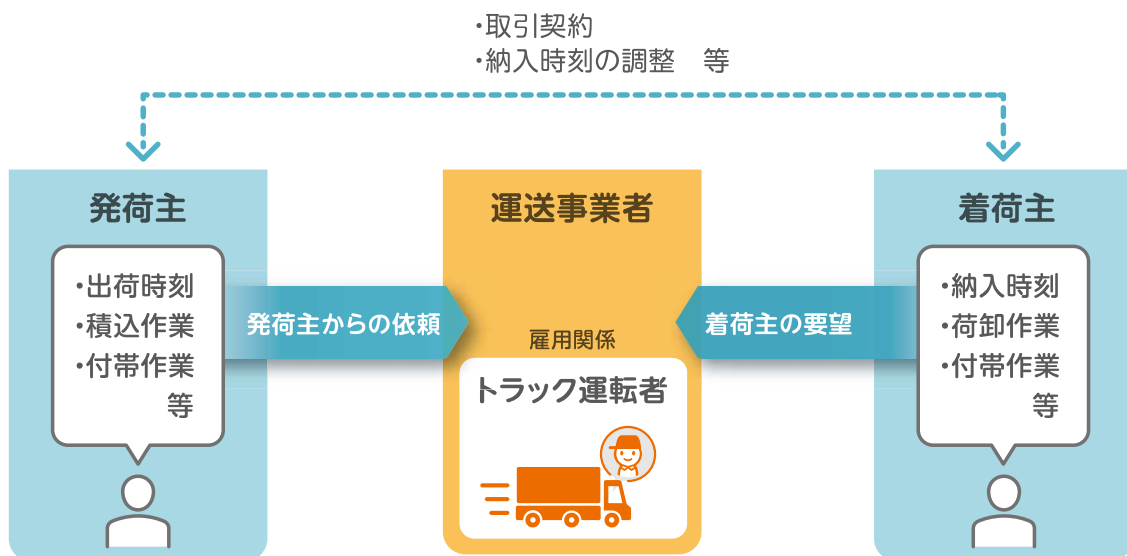 ・取引契約
・納入時刻の調整　等
発荷主
・出荷時刻
・積込作業
・付帯作業
等
発荷主からの依頼
運送事業者
雇用関係
トラック運転者
着荷主の要望
着荷主
・納入時刻
・荷卸作業
・付帯作業
等